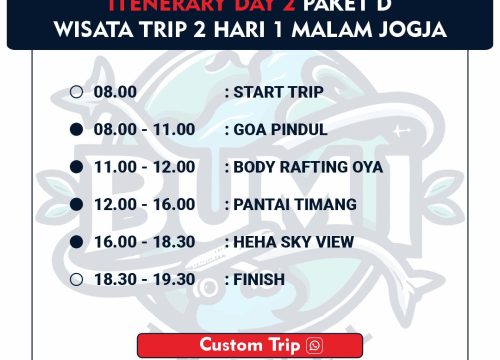 ITENERARY DAY 2 PAKET D
WISATA TRIP 2 HARI 1 MALAM JOGJA
08.00 : START TRIP
08.00 - 11.00 : GOA PINDUL
11.00 - 12.00 : BODY RAFTING OYA
12.00 - 16.00 : PANTAI TIMANG
16.00 - 18.30 : HEHA SKY VIEW
18.30 - 19.30 : FINISH
BUMI
Custom Trip